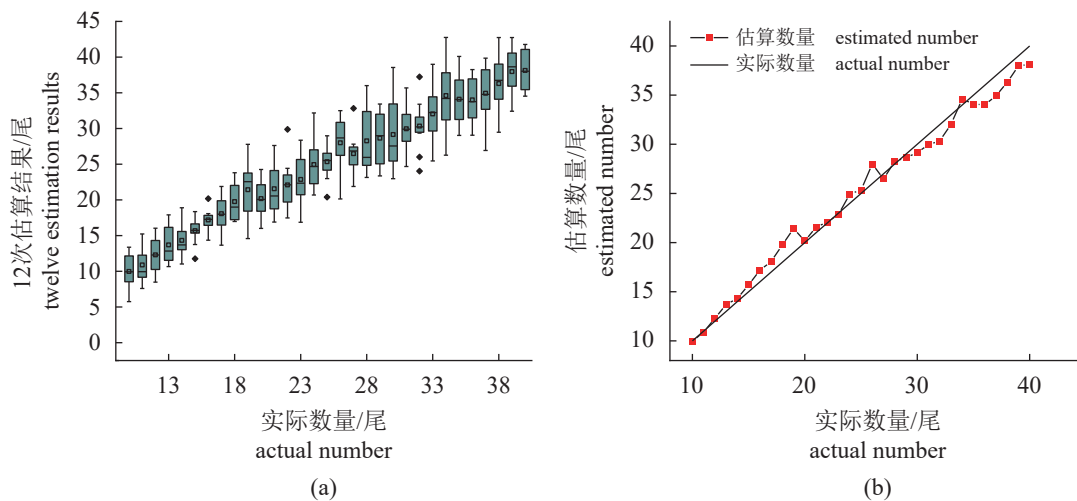 12次估算结果/尾
twelve estimation results
45
40
35
30
25
20
15
10
5
0
13
18
23
28
33
38
实际数量/尾
actual number
(a)
估算数量/尾
estimated number
估算数量 estimated number
实际数量 actual number
40
35
30
25
20
15
10
10
20
30
40
实际数量/尾
actual number
(b)